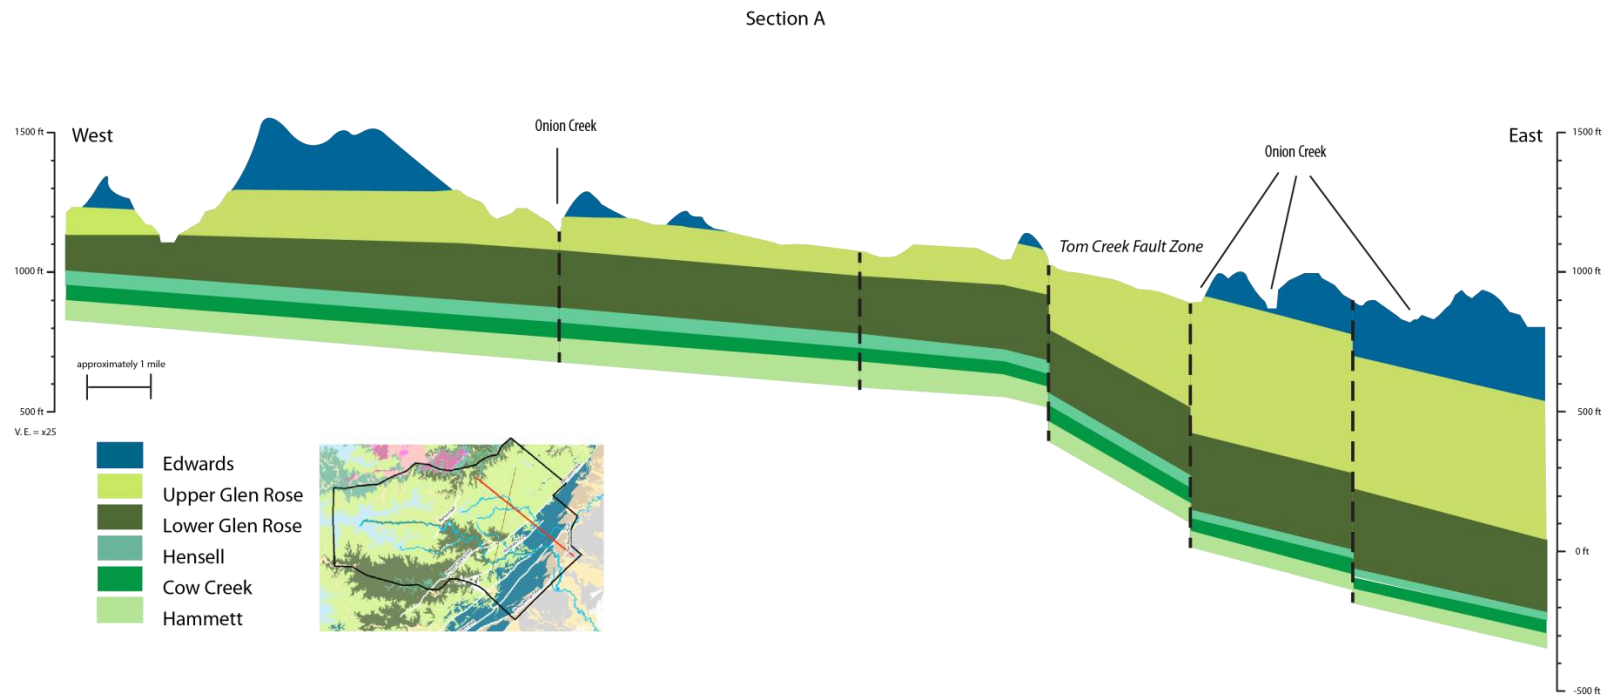 Section A
Onion Creek
1500 ft
West
East
1500 ft
Onion Creek
Tom Creek Fault Zone
1000 ft
1000 ft
approximately 1 mile
500 ft
500 ft
V.E. = x25
Edwards
Upper Glen Rose
Lower Glen Rose
Hensell
Cow Creek
Hammett
0 ft
-500 ft